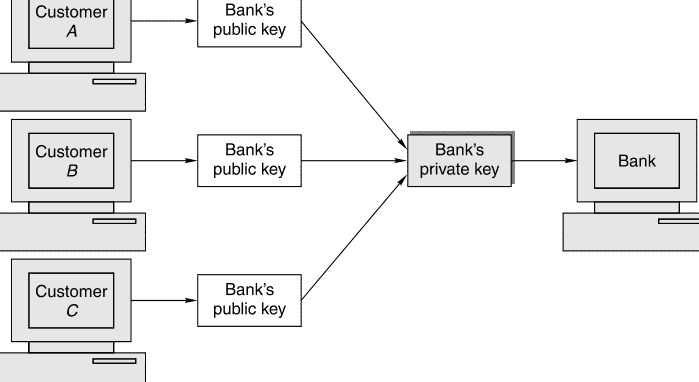 Customer
A
Bank's
public key
Customer
B
Bank's
public key
Bank's
private key
Bank
Customer
C
Bank's
public key